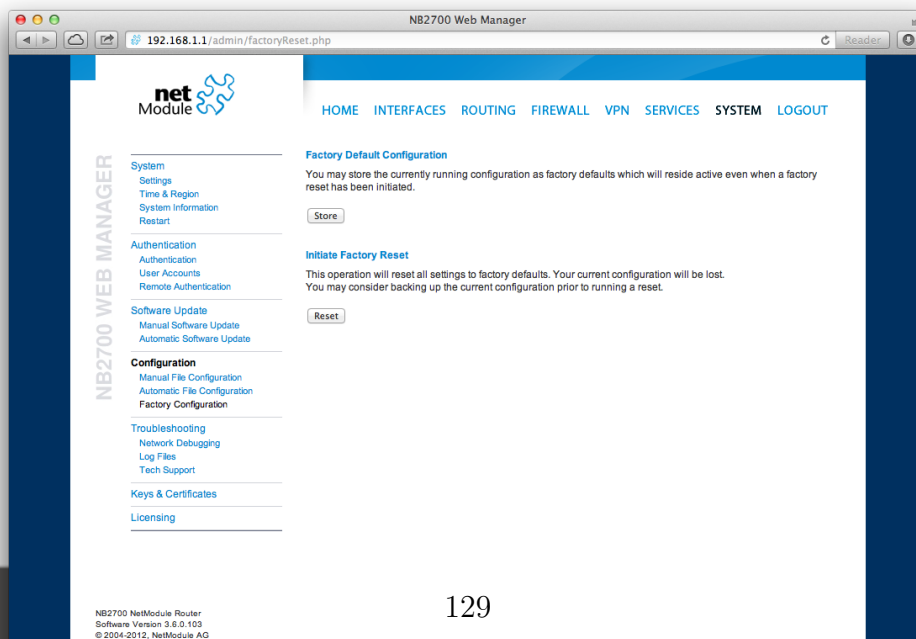 NB2700 Web Manager
192.168.1.1/admin/factoryReset.php
Reader
net
Module
HOME INTERFACES ROUTING FIREWALL VPN SERVICES SYSTEM LOGOUT
NB2700 WEB MANAGER
System
Settings
Time & Region
System Information
Restart
Authentication
Authentication
User Accounts
Remote Authentication
Software Update
Manual Software Update
Automatic Software Update
Configuration
Manual File Configuration
Automatic File Configuration
Factory Configuration
Troubleshooting
Network Debugging
Log Files
Tech Support
Keys & Certificates
Licensing
Factory Default Configuration
You may store the currently running configuration as factory defaults which will reside active even when a factory
reset has been initiated.
Store
Initiate Factory Reset
This operation will reset all settings to factory defaults. Your current configuration will be lost.
You may consider backing up the current configuration prior to running a reset.
Reset
NB2700 NetModule Router
Software Version 3.6.0.103
© 2004-2012, NetModule AG
129